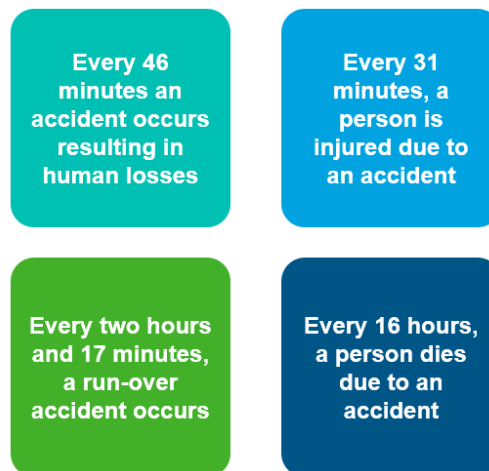 Every 46
minutes an
accident occurs
resulting in
human losses
Every 31
minutes, a
person is
injured due to
an accident
Every two hours
and 17 minutes,
a run-over
accident occurs
Every 16 hours,
a person dies
due to an
accident